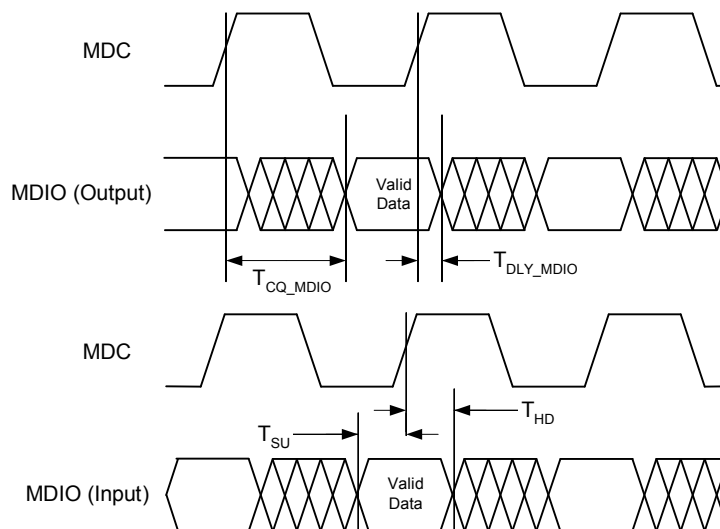 MDC
MDIO (Output)
Valid
Data
T_DLY_MDIO
T_CQ_MDIO
MDC
T_HD
T_SU
MDIO (Input)
Valid
Data